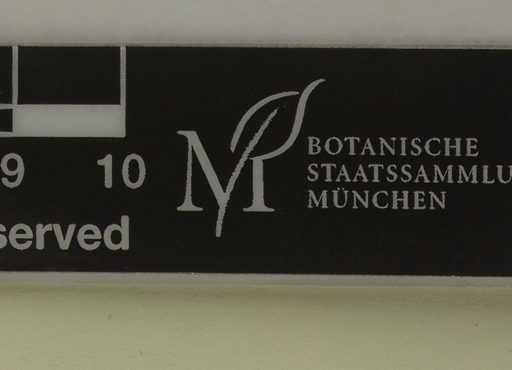 9 10
served
BOTANISCHE
STAATSSAMMLU
MÜNCHEN